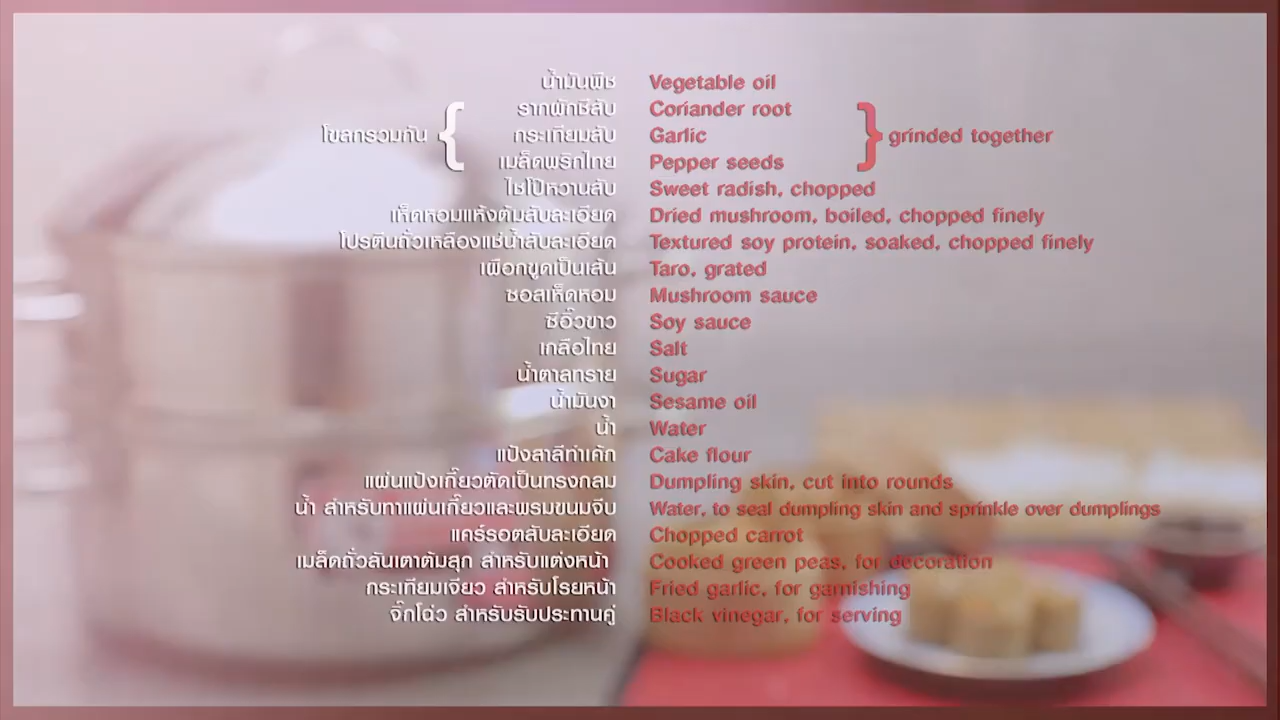 น้ำมันพืช Vegetable oil
รากผักชีสับ Coriander root
โขลกรวมกัน { กระเทียมสับ Garlic } grinded together
เมล็ดพริกไทย Pepper seeds
ไชโป๊หวานสับ Sweet radish, chopped
เห็ดหอมแห้งต้มสับละเอียด Dried mushroom, boiled, chopped finely
โปรตีนถั่วเหลืองแช่น้ำสับละเอียด Textured soy protein, soaked, chopped finely
เผือกขูดเป็นเส้น Taro, grated
ซอสเห็ดหอม Mushroom sauce
ซีอิ๊วขาว Soy sauce
เกลือไทย Salt
น้ำตาลทราย Sugar
น้ำมันงา Sesame oil
น้ำ Water
แป้งสาลีทำเค้ก Cake flour
แผ่นแป้งเกี๊ยวตัดเป็นทรงกลม Dumpling skin, cut into rounds
น้ำ สำหรับทาแผ่นเกี๊ยวและพรมขนมจีบ Water, to seal dumpling skin and sprinkle over dumplings
แคร์รอตสับละเอียด Chopped carrot
เมล็ดถั่วลันเตาต้มสุก สำหรับแต่งหน้า Cooked green peas, for decoration
กระเทียมเจียว สำหรับโรยหน้า Fried garlic, for garnishing
จิ๊กโฉ่ว สำหรับรับประทานคู่ Black vinegar, for serving